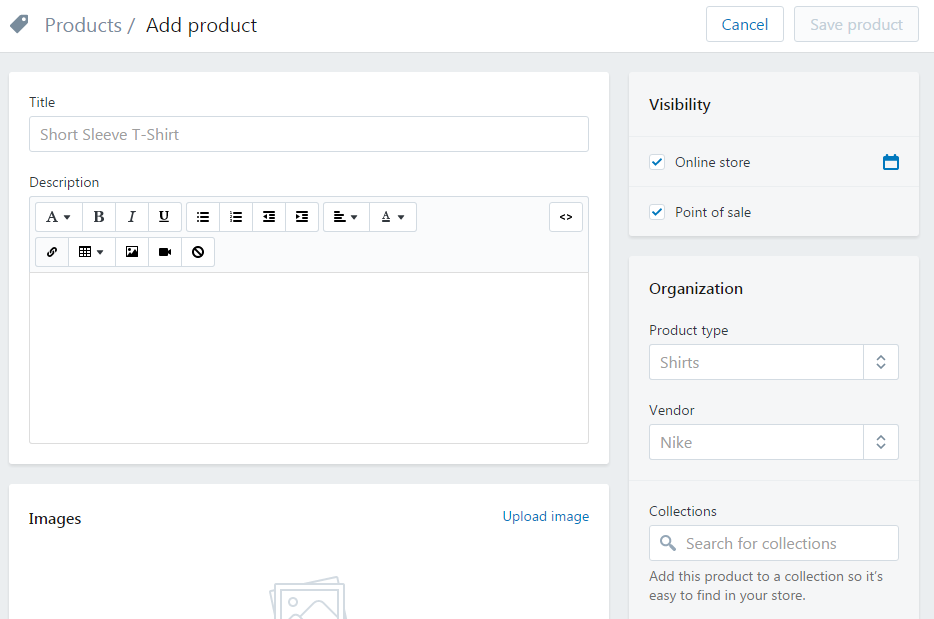 Products / Add product
Cancel
Save product
Title
Short Sleeve T-Shirt
Description
A B I U
A
<>
Images
Upload image
Visibility
Online store
Point of sale
Organization
Product type
Shirts
Vendor
Nike
Collections
Search for collections
Add this product to a collection so it's
easy to find in your store.